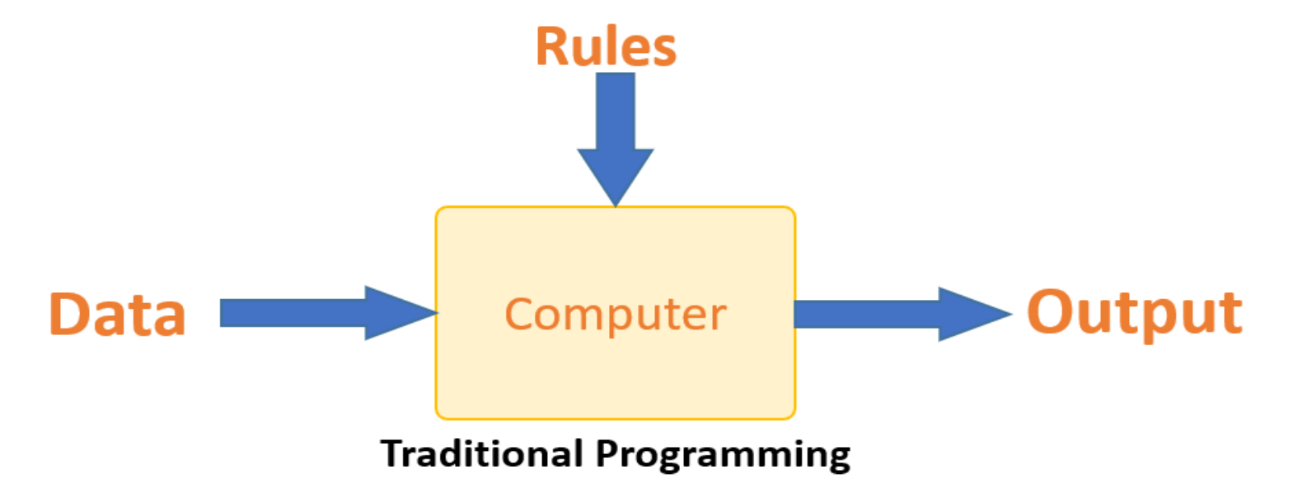 Rules
Data
Computer
Output
Traditional Programming